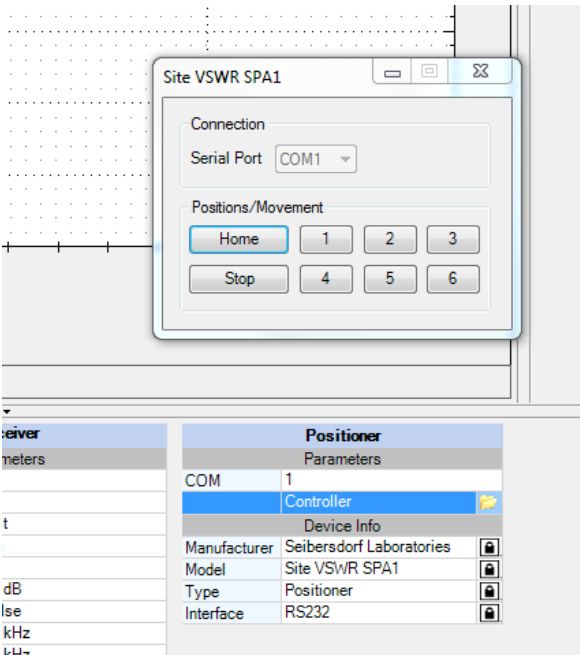 Site VSWR SPA1
Connection
Serial Port COM1
Positions/Movement
Home 1 2 3
Stop 4 5 6
ceiver
meters
t
dB
lse
kHz
kHz
Positioner
Parameters
COM 1
Controller
Device Info
Manufacturer Seibersdorf Laboratories
Model Site VSWR SPA1
Type Positioner
Interface RS232